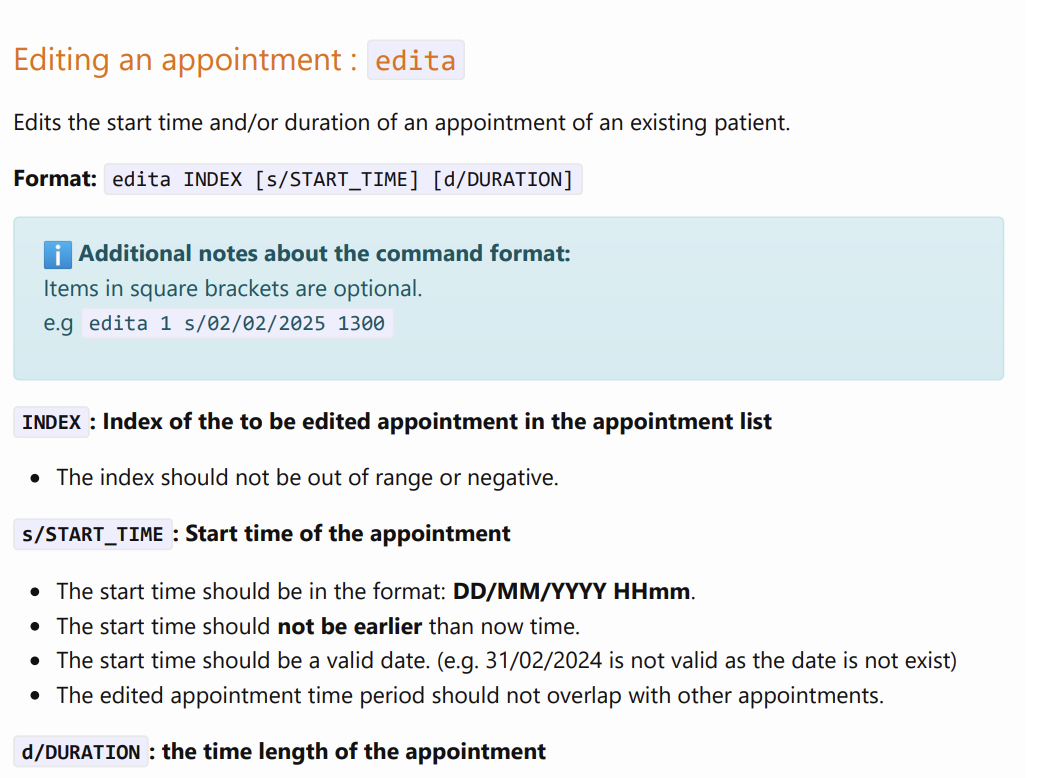 Editing an appointment : edita
Edits the start time and/or duration of an appointment of an existing patient.
Format: edita INDEX [s/START_TIME] [d/DURATION]
ℹ Additional notes about the command format:
Items in square brackets are optional.
e.g edita 1 s/02/02/2025 1300
INDEX : Index of the to be edited appointment in the appointment list
• The index should not be out of range or negative.
s/START_TIME : Start time of the appointment
• The start time should be in the format: DD/MM/YYYY HHmm.
• The start time should not be earlier than now time.
• The start time should be a valid date. (e.g. 31/02/2024 is not valid as the date is not exist)
• The edited appointment time period should not overlap with other appointments.
d/DURATION : the time length of the appointment